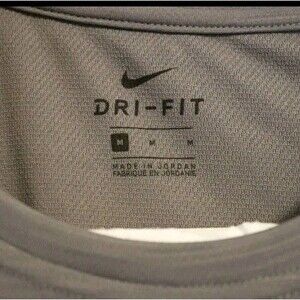 DRI-FIT
M M M
MADE IN JORDAN
FABRIQUÉ EN JORDANIE